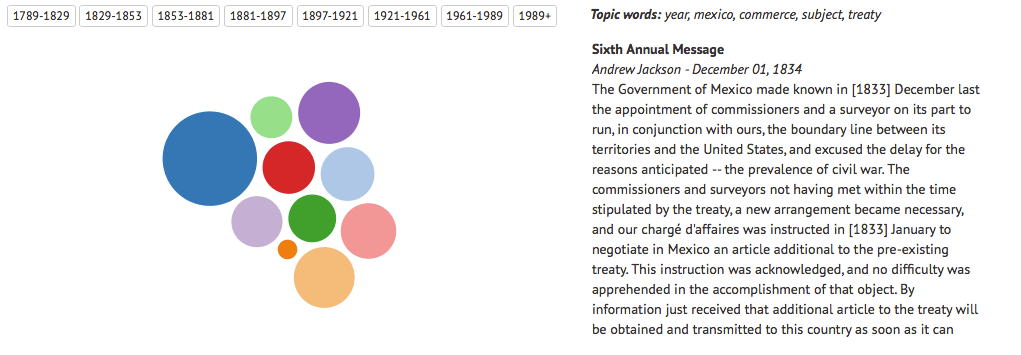 1789-1829 1829-1853 1853-1881 1881-1897 1897-1921 1921-1961 1961-1989 1989+
Topic words: year, mexico, commerce, subject, treaty
Sixth Annual Message
Andrew Jackson - December 01, 1834
The Government of Mexico made known in [1833] December last
the appointment of commissioners and a surveyor on its part to
run, in conjunction with ours, the boundary line between its
territories and the United States, and excused the delay for the
reasons anticipated -- the prevalence of civil war. The
commissioners and surveyors not having met within the time
stipulated by the treaty, a new arrangement became necessary,
and our chargé d'affaires was instructed in [1833] January to
negotiate in Mexico an article additional to the pre-existing
treaty. This instruction was acknowledged, and no difficulty was
apprehended in the accomplishment of that object. By
information just received that additional article to the treaty will
be obtained and transmitted to this country as soon as it can